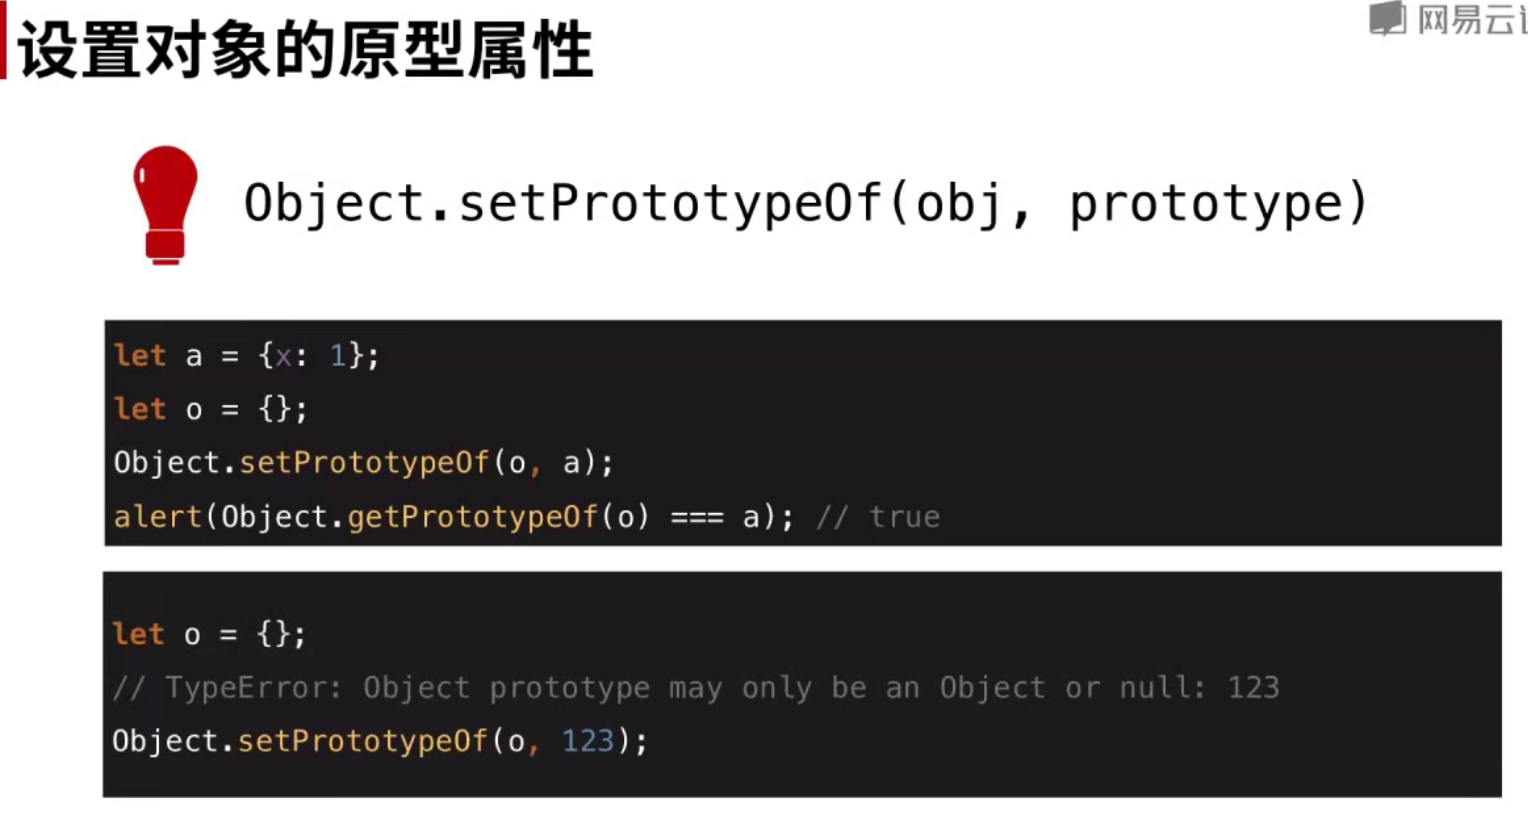 设置对象的原型属性
网易云
Object.setPrototypeOf(obj, prototype)
let a = {x: 1};
let o = {};
Object.setPrototypeOf(o, a);
alert(Object.getPrototypeOf(o) === a); // true
let o = {};
// TypeError: Object prototype may only be an Object or null: 123
Object.setPrototypeOf(o, 123);